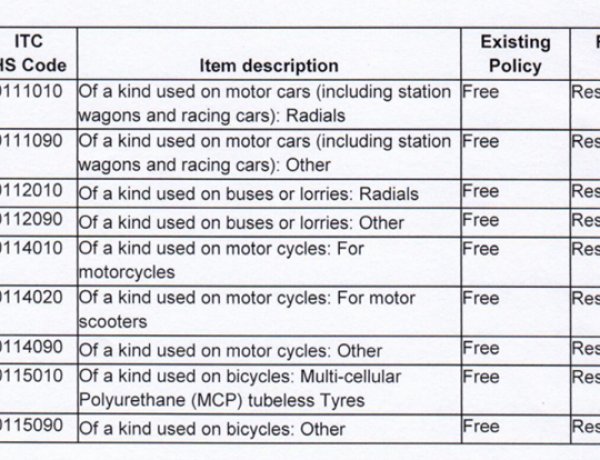 ITC
HS Code
Item description
Existing
Policy
0111010 Of a kind used on motor cars (including station Free Res
wagons and racing cars): Radials
0111090 Of a kind used on motor cars (including station Free Res
wagons and racing cars): Other
0112010 Of a kind used on buses or lorries: Radials Free Res
0112090 Of a kind used on buses or lorries: Other Free Res
0114010 Of a kind used on motor cycles: For Free Res
motorcycles
0114020 Of a kind used on motor cycles: For motor Free Res
scooters
0114090 Of a kind used on motor cycles: Other Free Res
0115010 Of a kind used on bicycles: Multi-cellular Free Res
Polyurethane (MCP) tubeless Tyres
0115090 Of a kind used on bicycles: Other Free Res